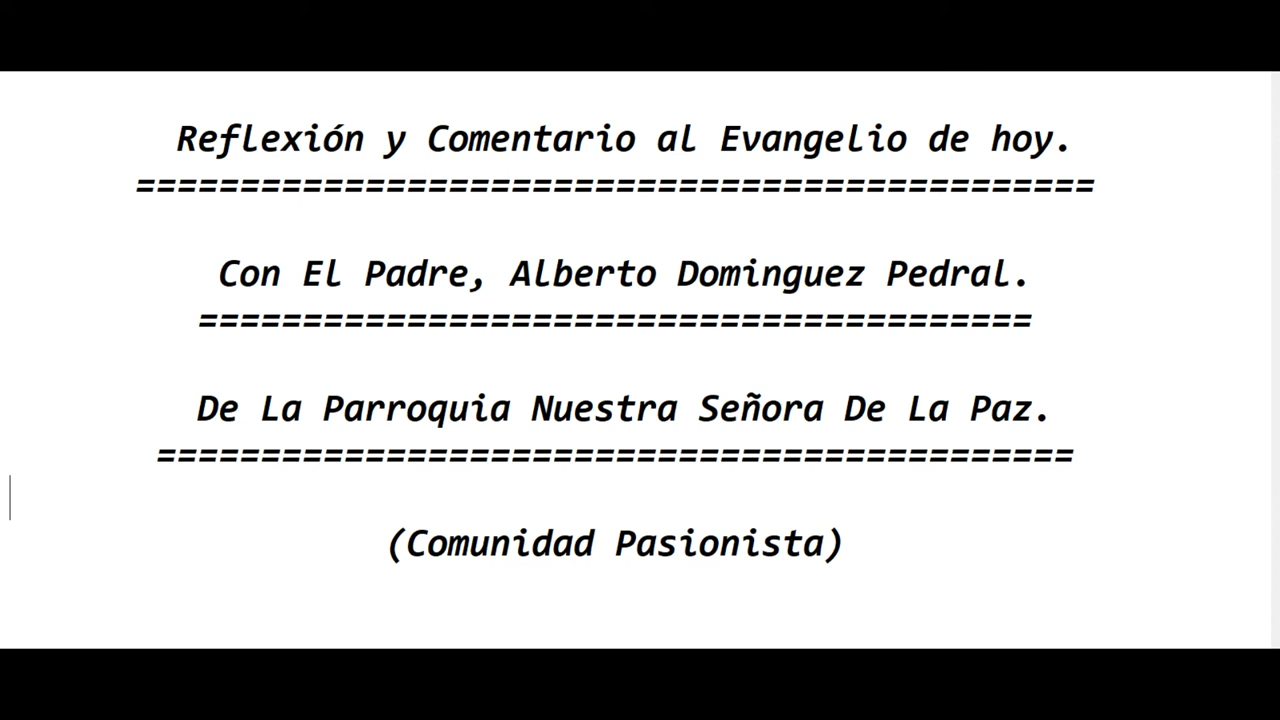 Reflexión y Comentario al Evangelio de hoy.
==============================================
Con El Padre, Alberto Dominguez Pedral.
========================================
De La Parroquia Nuestra Señora De La Paz.
============================================
(Comunidad Pasionista)